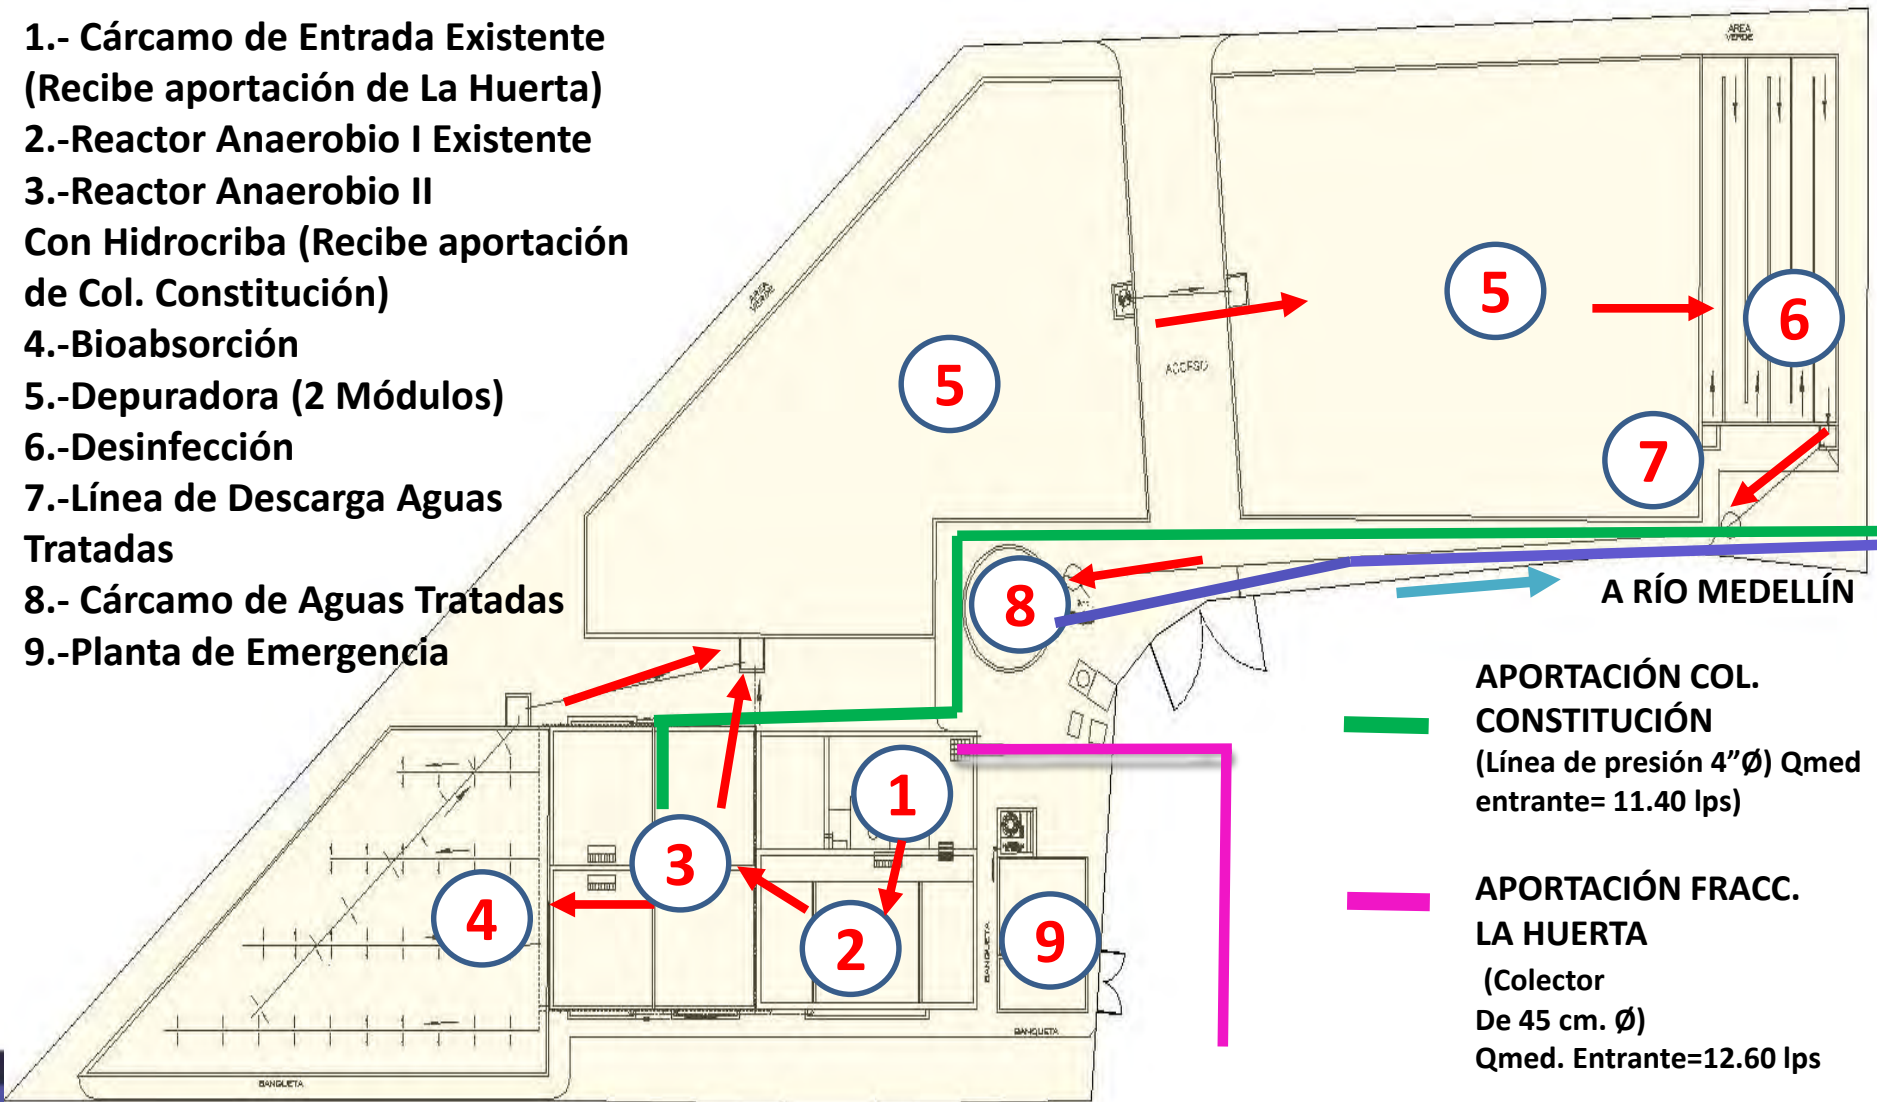 1.- Cárcamo de Entrada Existente
(Recibe aportación de La Huerta)
2.-Reactor Anaerobio I Existente
3.-Reactor Anaerobio II
Con Hidrocriba (Recibe aportación
de Col. Constitución)
4.-Bioabsorción
5.-Depuradora (2 Módulos)
6.-Desinfección
7.-Línea de Descarga Aguas
Tratadas
8.- Cárcamo de Aguas Tratadas
9.-Planta de Emergencia
AREA
VERDE
AREA
VERDE
ACCESO
5
5
6
7
8
1
3
4
2
9
BANQUETA
BANQUETA
BANQUETA
A RÍO MEDELLÍN
APORTACIÓN COL.
CONSTITUCIÓN
(Línea de presión 4”Ø) Qmed
entrante= 11.40 lps)
APORTACIÓN FRACC.
LA HUERTA
(Colector
De 45 cm. Ø)
Qmed. Entrante=12.60 lps